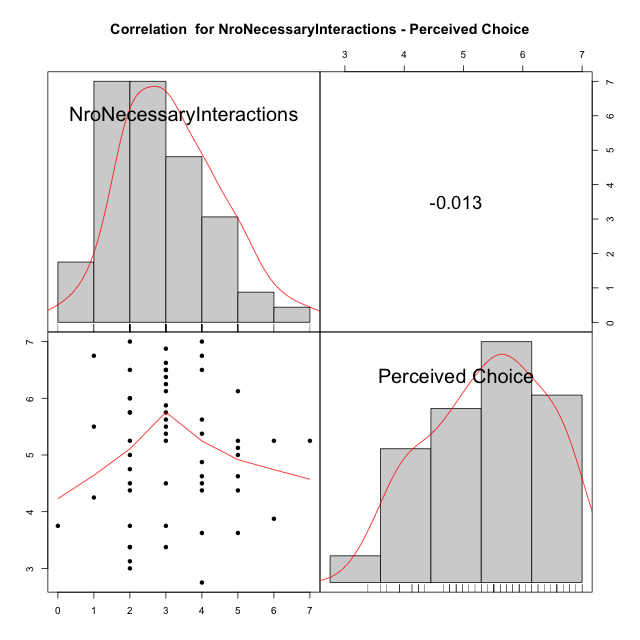 Correlation  for NroNecessaryInteractions - Perceived Choice
3 4 5 6 7
NroNecessaryInteractions
7
6
5
4
3
2
1
0
-0.013
7
6
5
4
3
Perceived Choice
0 1 2 3 4 5 6 7